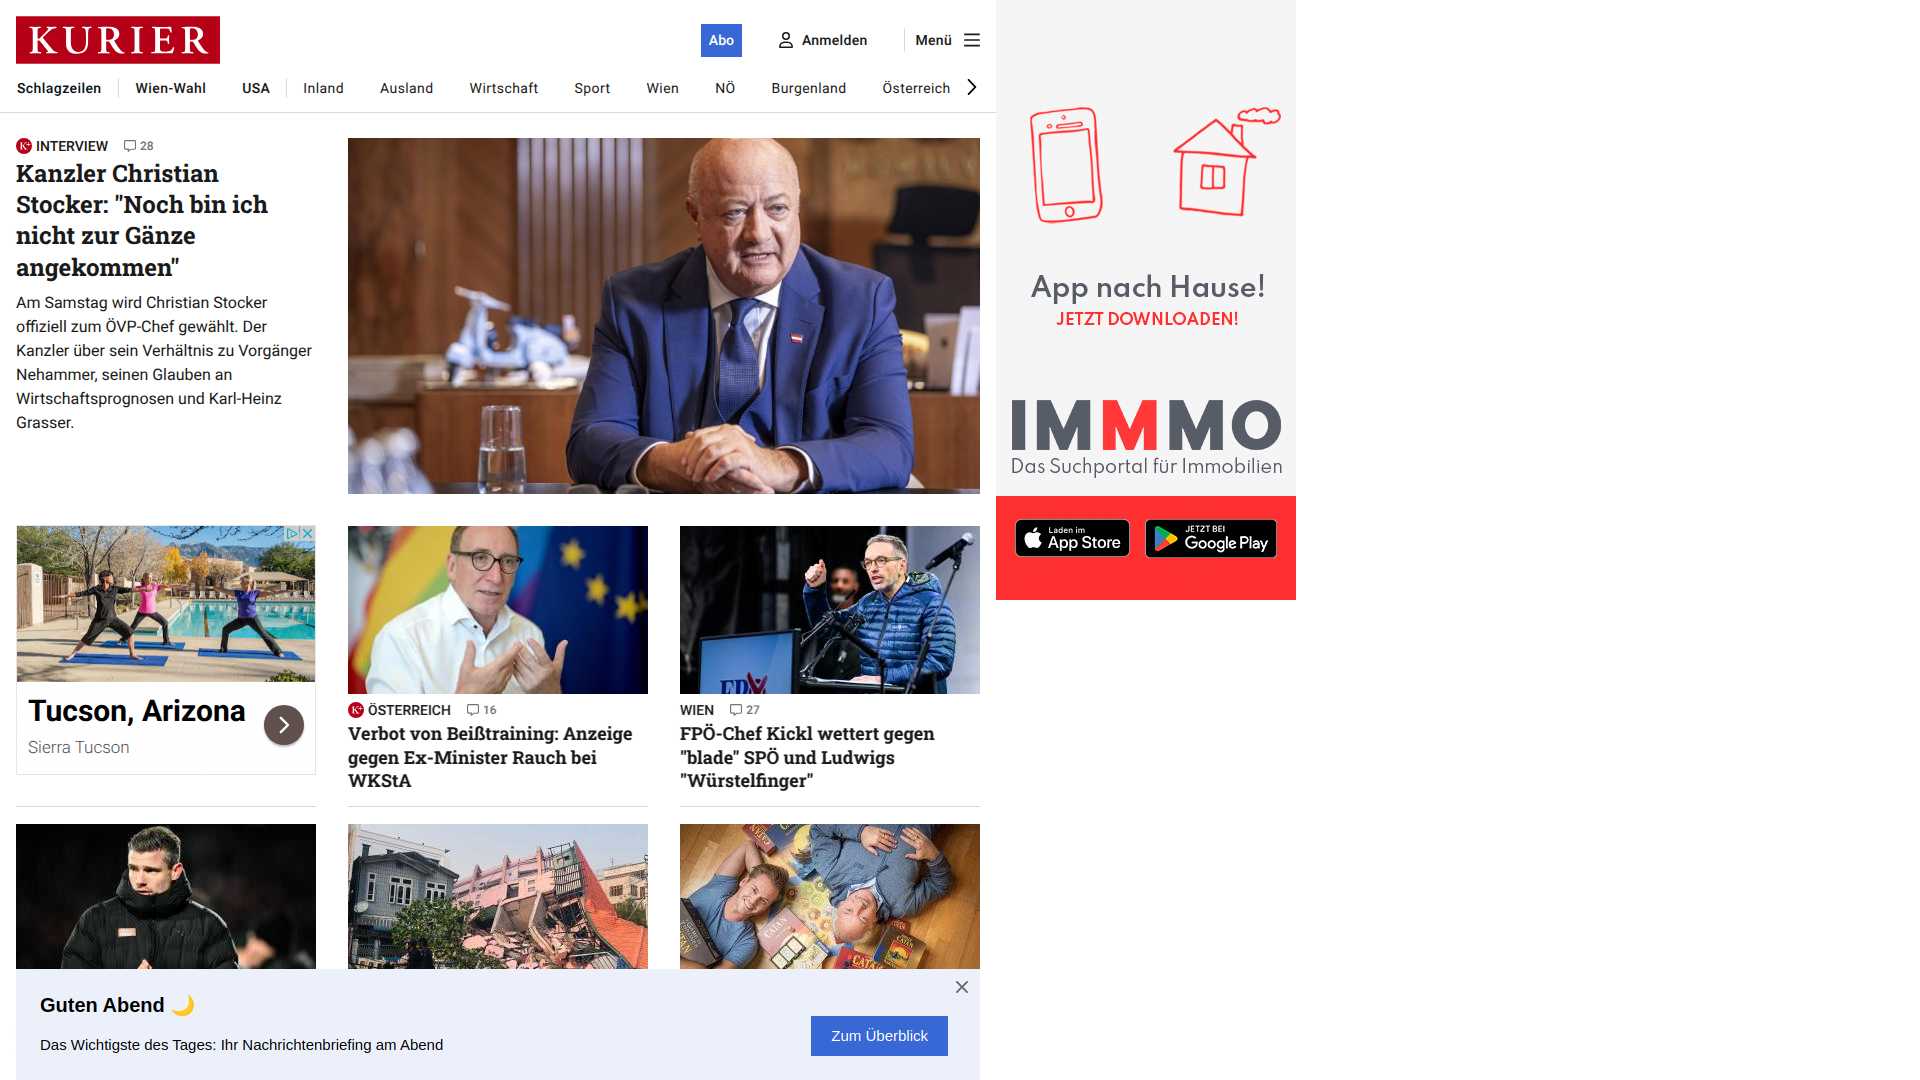 KURIER
Abo
Anmelden
Menü
Schlagzeilen
Wien-Wahl
USA
Inland
Ausland
Wirtschaft
Sport
Wien
NÖ
Burgenland
Österreich
INTERVIEW
28
Kanzler Christian
Stocker: "Noch bin ich
nicht zur Gänze
angekommen"
Am Samstag wird Christian Stocker
offiziell zum ÖVP-Chef gewählt. Der
Kanzler über sein Verhältnis zu Vorgänger
Nehammer, seinen Glauben an
Wirtschaftsprognosen und Karl-Heinz
Grasser.
Tucson, Arizona
Sierra Tucson
ÖSTERREICH
16
Verbot von Beißtraining: Anzeige
gegen Ex-Minister Rauch bei
WKStA
WIEN
27
FPÖ-Chef Kickl wettert gegen
"blade" SPÖ und Ludwigs
"Würstelfinger"
CATAN
CATAN
Guten Abend 🌙
Das Wichtigste des Tages: Ihr Nachrichtenbriefing am Abend
Zum Überblick
App nach Hause!
JETZT DOWNLOADEN!
IMMMO
Das Suchportal für Immobilien
Laden im
App Store
JETZT BEI
Google Play